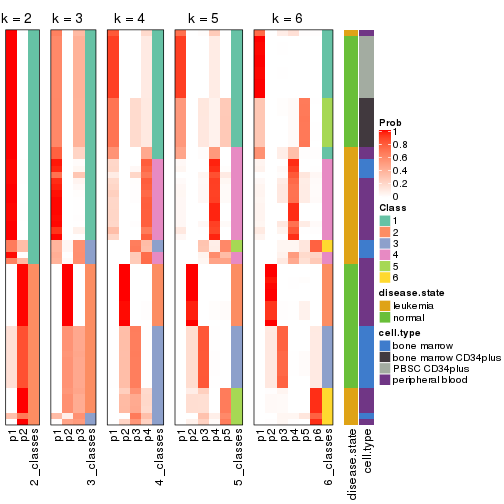 k = 2 k = 3 k = 4 k = 5 k = 6
Prob
1
0.8
0.6
0.4
0.2
0
Class
1
2
3
4
5
6
disease.state
leukemia
normal
cell.type
bone marrow
bone marrow CD34plus
PBSC CD34plus
peripheral blood
p1
p2
2_classes
p1
p2
p3
3_classes
p1
p2
p3
p4
4_classes
p1
p2
p3
p4
p5
5_classes
p1
p2
p3
p4
p5
p6
6_classes
disease.state
cell.type